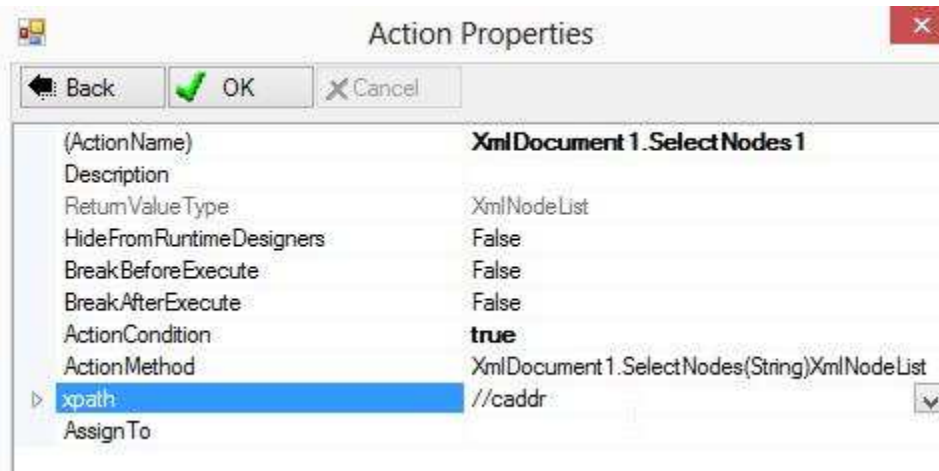 Action Properties
Back OK Cancel
(ActionName) XmlDocument1.SelectNodes1
Description
ReturnValueType XmlNodeList
HideFromRuntimeDesigners False
BreakBeforeExecute False
BreakAfterExecute False
ActionCondition true
ActionMethod XmlDocument1.SelectNodes(String)XmlNodeList
xpath //caddr
AssignTo